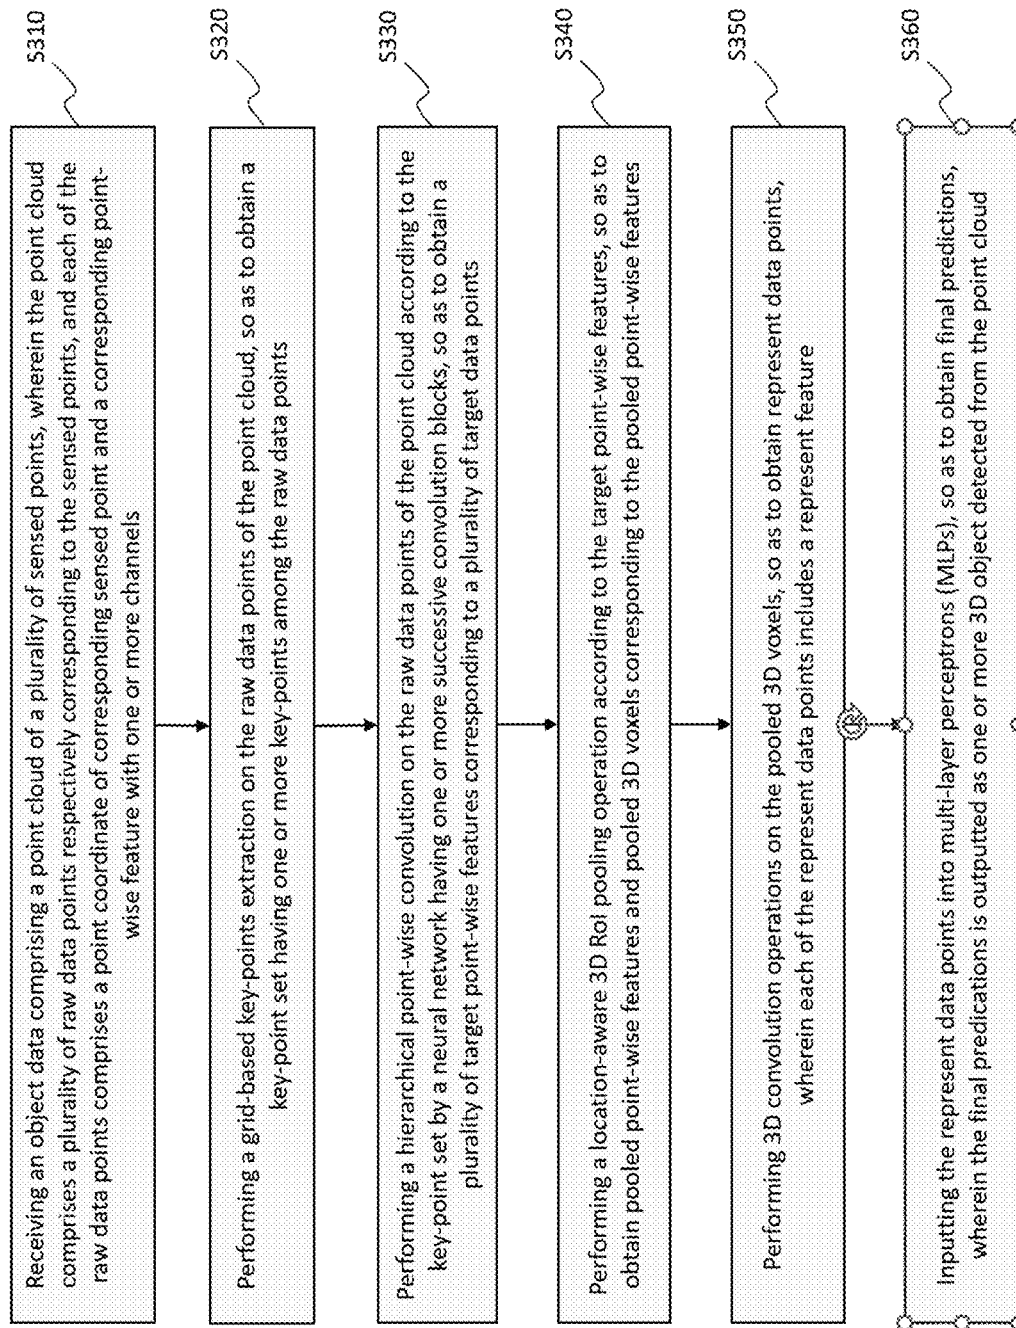 S310
Receiving an object data comprising a point cloud of a plurality of sensed points, wherein the point cloud
comprises a plurality of raw data points respectively corresponding to the sensed points, and each of the
raw data points comprises a point coordinate of corresponding sensed point and a corresponding point-
wise feature with one or more channels
S320
Performing a grid-based key-points extraction on the raw data points of the point cloud, so as to obtain a
key-point set having one or more key-points among the raw data points
S330
Performing a hierarchical point-wise convolution on the raw data points of the point cloud according to the
key-point set by a neural network having one or more successive convolution blocks, so as to obtain a
plurality of target point-wise features corresponding to a plurality of target data points
S340
Performing a location-aware 3D RoI pooling operation according to the target point-wise features, so as to
obtain pooled point-wise features and pooled 3D voxels corresponding to the pooled point-wise features
S350
Performing 3D convolution operations on the pooled 3D voxels, so as to obtain represent data points,
wherein each of the represent data points includes a represent feature
S360
Inputting the represent data points into multi-layer perceptrons (MLPs), so as to obtain final predictions,
wherein the final predications is outputted as one or more 3D object detected from the point cloud